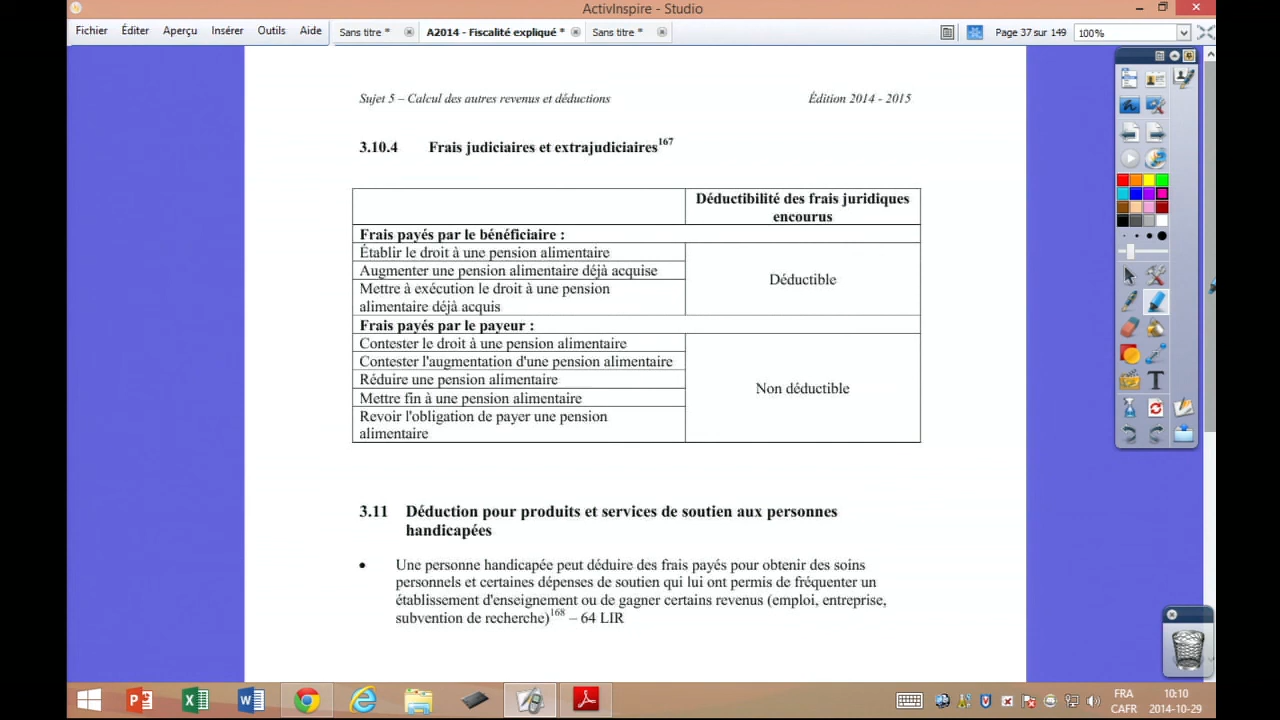 ActivInspire - Studio
Fichier Éditer Aperçu Insérer Outils Aide
Sans titre * A2014 - Fiscalité expliqué * Sans titre *
Page 37 sur 149 100%
Sujet 5 – Calcul des autres revenus et déductions Édition 2014 - 2015
3.10.4 Frais judiciaires et extrajudiciaires167
Déductibilité des frais juridiques
encourus
Frais payés par le bénéficiaire :
Établir le droit à une pension alimentaire
Augmenter une pension alimentaire déjà acquise
Mettre à exécution le droit à une pension
alimentaire déjà acquis
Déductible
Frais payés par le payeur :
Contester le droit à une pension alimentaire
Contester l'augmentation d'une pension alimentaire
Réduire une pension alimentaire
Mettre fin à une pension alimentaire
Revoir l'obligation de payer une pension
alimentaire
Non déductible
3.11 Déduction pour produits et services de soutien aux personnes
handicapées
• Une personne handicapée peut déduire des frais payés pour obtenir des soins
personnels et certaines dépenses de soutien qui lui ont permis de fréquenter un
établissement d'enseignement ou de gagner certains revenus (emploi, entreprise,
subvention de recherche)168 – 64 LIR
FRA
CAFR
10:10
2014-10-29